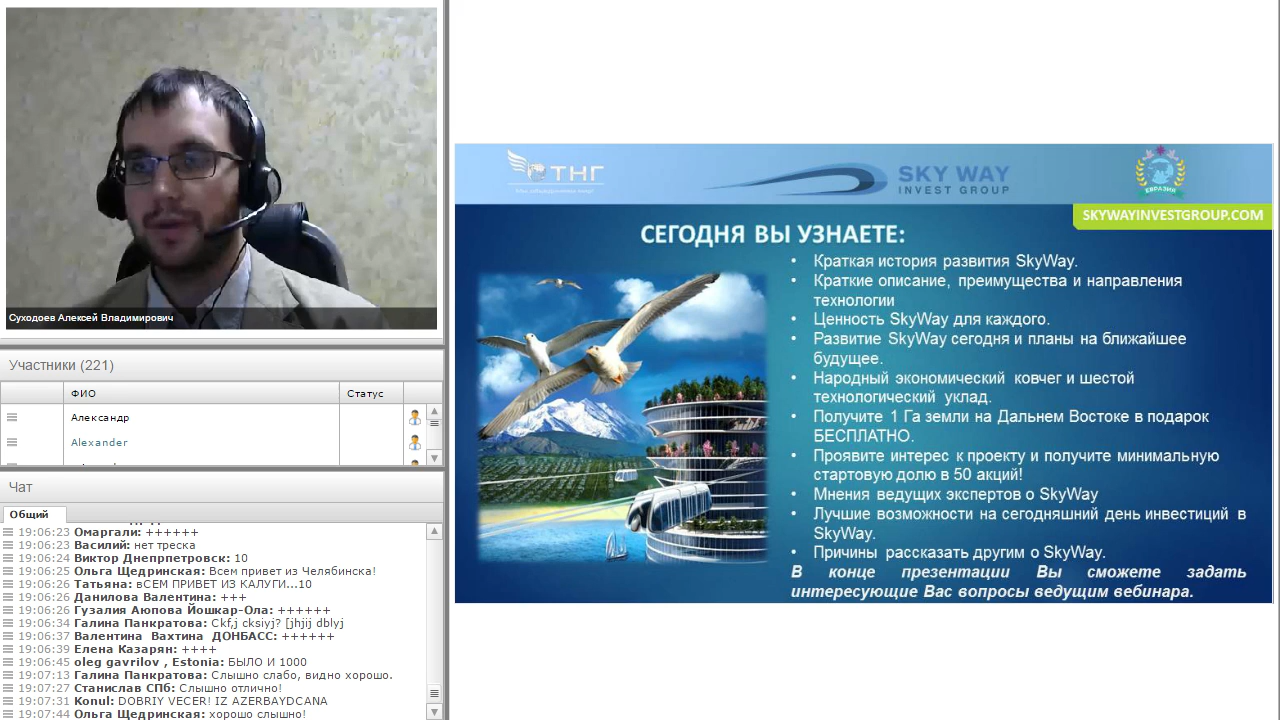 Суходоев Алексей Владимирович
Участники (221)
ФИО
Статус
Александр
Alexander
Чат
Общий
19:06:23 Омаргали: ++++++
19:06:23 Василий: нет треска
19:06:24 Виктор Днепрпетровск: 10
19:06:25 Ольга Щедринская: Всем привет из Челябинска!
19:06:26 Татьяна: вСЕМ ПРИВЕТ ИЗ КАЛУГИ...10
19:06:26 Данилова Валентина: +++
19:06:26 Гузалия Аюпова Йошкар-Ола: ++++++
19:06:34 Галина Панкратова: Ckf,j cksiyj? [jhjij dblyj
19:06:37 Валентина Вахтина ДОНБАСС: ++++++
19:06:39 Елена Казарян: ++++
19:06:45 oleg gavrilov , Estonia: БЫЛО И 1000
19:07:13 Галина Панкратова: Слышно слабо, видно хорошо.
19:07:27 Станислав СПб: Слышно отлично!
19:07:31 Konul: DOBRIY VECER! IZ AZERBAYDCANA
19:07:44 Ольга Щедринская: хорошо слышно!
ТНГ
SKY WAY
INVEST GROUP
ЕВРАЗИЯ
SKYWAYINVESTGROUP.COM
СЕГОДНЯ ВЫ УЗНАЕТЕ:
• Краткая история развития SkyWay.
• Краткие описание, преимущества и направления
технологии
• Ценность SkyWay для каждого.
• Развитие SkyWay сегодня и планы на ближайшее
будущее.
• Народный экономический ковчег и шестой
технологический уклад.
• Получите 1 Га земли на Дальнем Востоке в подарок
БЕСПЛАТНО.
• Проявите интерес к проекту и получите минимальную
стартовую долю в 50 акций!
• Мнения ведущих экспертов о SkyWay
• Лучшие возможности на сегодняшний день инвестиций в
SkyWay.
• Причины рассказать другим о SkyWay.
В конце презентации Вы сможете задать
интересующие Вас вопросы ведущим вебинара.